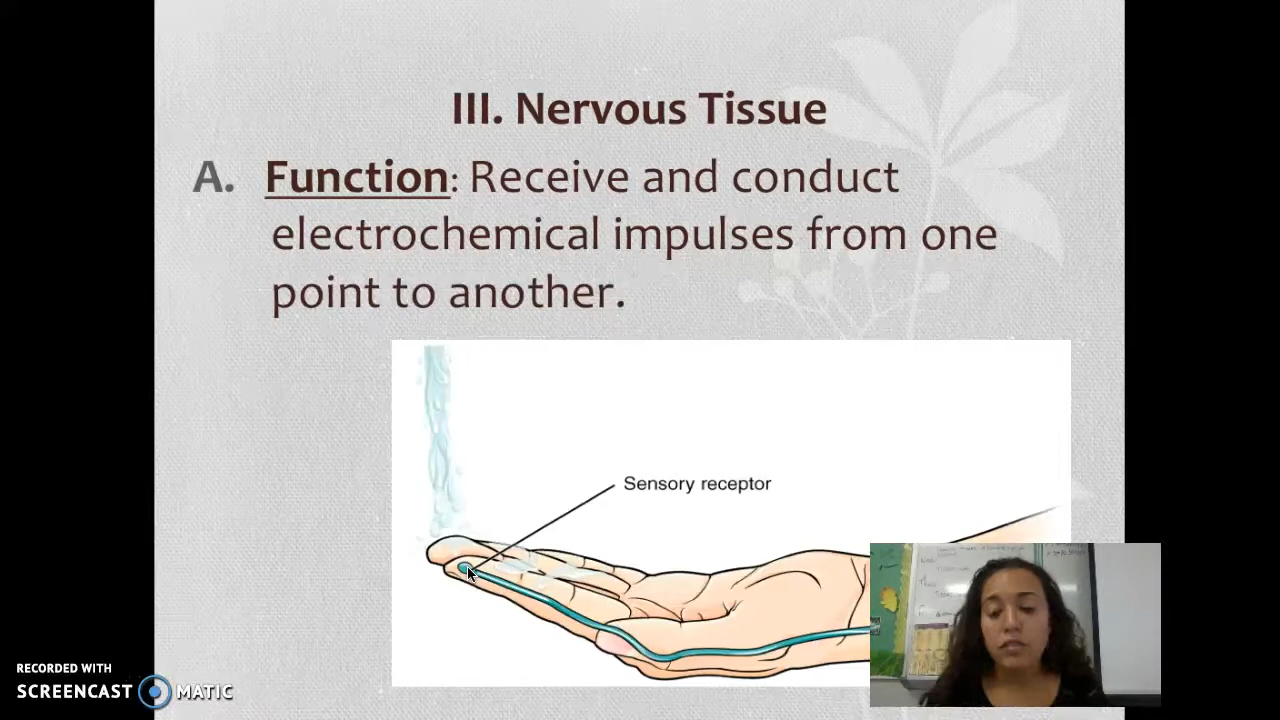 III. Nervous Tissue
A. Function: Receive and conduct
electrochemical impulses from one
point to another.
Sensory receptor
RECORDED WITH
SCREENCAST MATIC